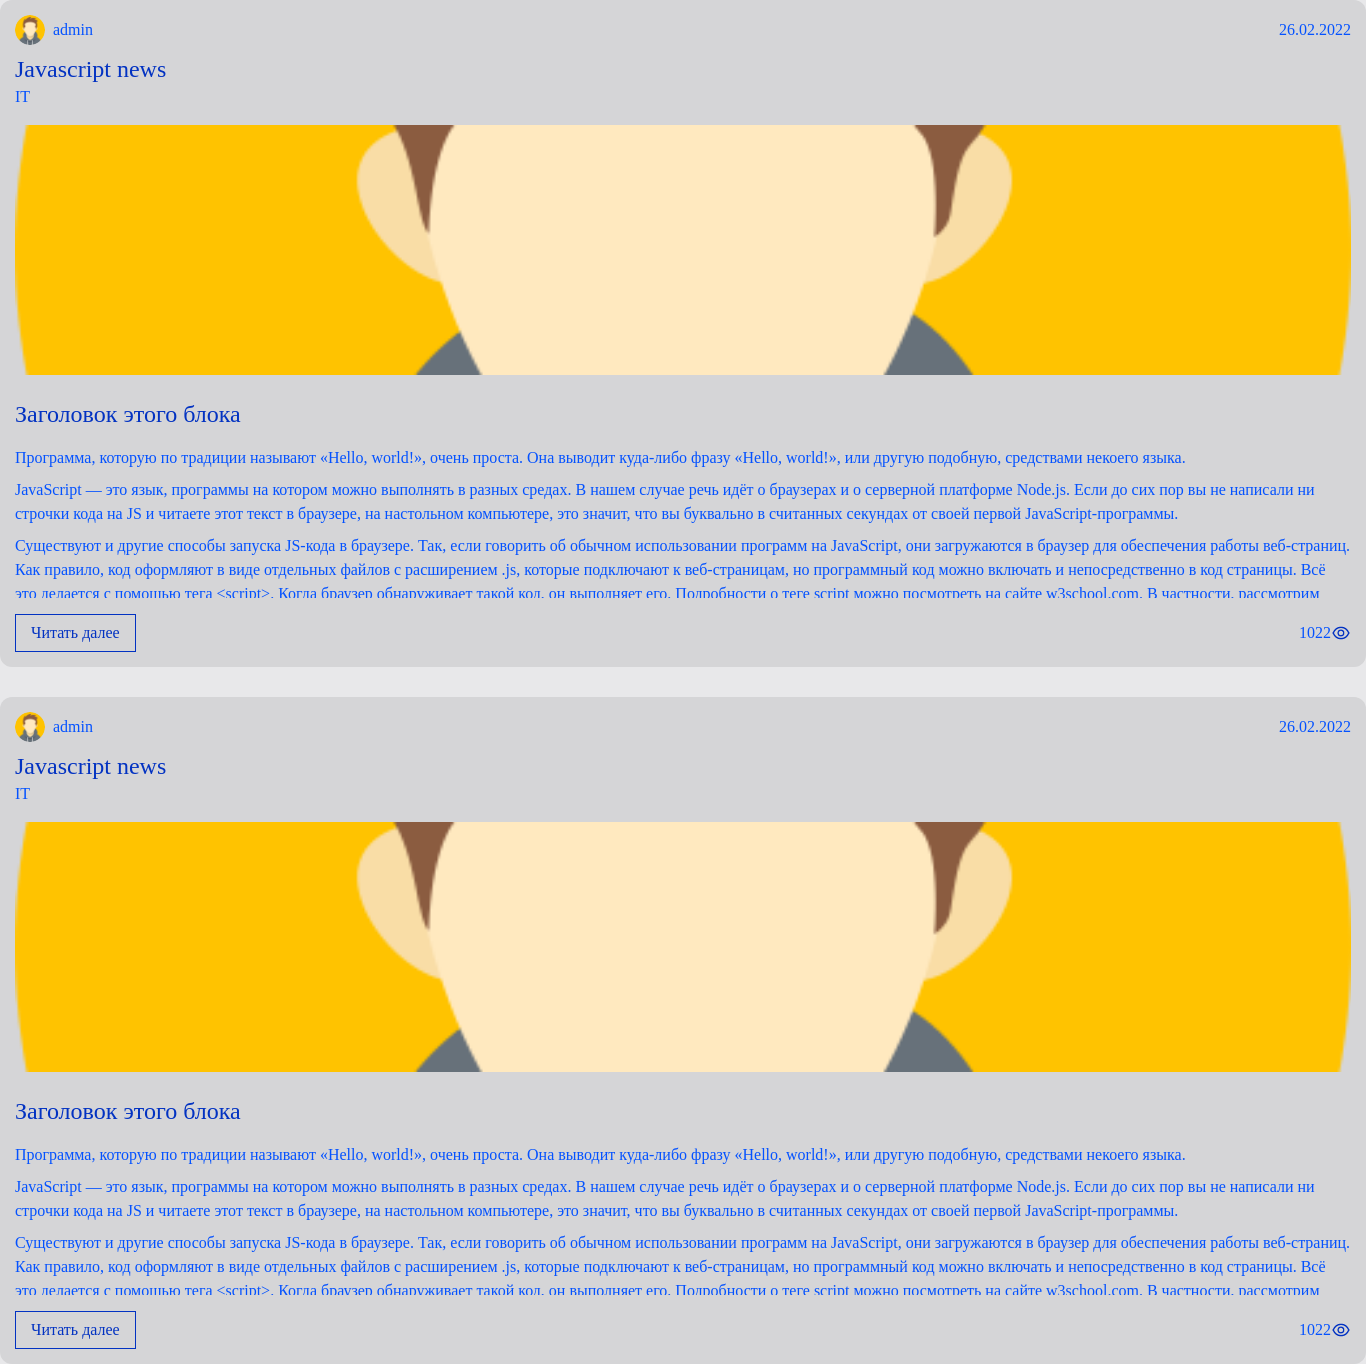 admin
26.02.2022
Javascript news
IT
Заголовок этого блока
Программа, которую по традиции называют «Hello, world!», очень проста. Она выводит куда-либо фразу «Hello, world!», или другую подобную, средствами некоего языка.
JavaScript — это язык, программы на котором можно выполнять в разных средах. В нашем случае речь идёт о браузерах и о серверной платформе Node.js. Если до сих пор вы не написали ни
строчки кода на JS и читаете этот текст в браузере, на настольном компьютере, это значит, что вы буквально в считанных секундах от своей первой JavaScript-программы.
Существуют и другие способы запуска JS-кода в браузере. Так, если говорить об обычном использовании программ на JavaScript, они загружаются в браузер для обеспечения работы веб-страниц.
Как правило, код оформляют в виде отдельных файлов с расширением .js, которые подключают к веб-страницам, но программный код можно включать и непосредственно в код страницы. Всё
это делается с помощью тега <script>. Когда браузер обнаруживает такой код, он выполняет его. Подробности о теге script можно посмотреть на сайте w3school.com. В частности, рассмотрим
Читать далее
1022
admin
26.02.2022
Javascript news
IT
Заголовок этого блока
Программа, которую по традиции называют «Hello, world!», очень проста. Она выводит куда-либо фразу «Hello, world!», или другую подобную, средствами некоего языка.
JavaScript — это язык, программы на котором можно выполнять в разных средах. В нашем случае речь идёт о браузерах и о серверной платформе Node.js. Если до сих пор вы не написали ни
строчки кода на JS и читаете этот текст в браузере, на настольном компьютере, это значит, что вы буквально в считанных секундах от своей первой JavaScript-программы.
Существуют и другие способы запуска JS-кода в браузере. Так, если говорить об обычном использовании программ на JavaScript, они загружаются в браузер для обеспечения работы веб-страниц.
Как правило, код оформляют в виде отдельных файлов с расширением .js, которые подключают к веб-страницам, но программный код можно включать и непосредственно в код страницы. Всё
это делается с помощью тега <script>. Когда браузер обнаруживает такой код, он выполняет его. Подробности о теге script можно посмотреть на сайте w3school.com. В частности, рассмотрим
Читать далее
1022